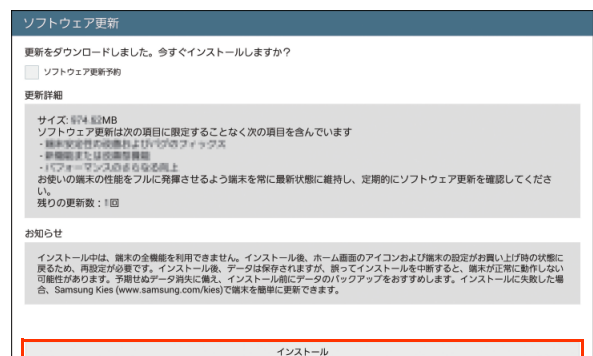 ソフトウェア更新
更新をダウンロードしました。今すぐインストールしますか?
ソフトウェア更新予約
更新詳細
サイズ: MB
ソフトウェア更新は次の項目に限定することなく次の項目を含んでいます
お使いの端末の性能をフルに発揮させるよう端末を常に最新状態に維持し、定期的にソフトウェア更新を確認してくださ
い。
残りの更新数: 回
お知らせ
インストール中は、端末の全機能を利用できません。インストール後、ホーム画面のアイコンおよび端末の設定がお買い上げ時の状態に
戻るため、再設定が必要です。インストール後、データは保存されますが、誤ってインストールを中断すると、端末が正常に動作しない
可能性があります。予期せぬデータ消失に備え、インストール前にデータのバックアップをおすすめします。インストールに失敗した場
合、Samsung Kies (www.samsung.com/kies)で端末を簡単に更新できます。
インストール